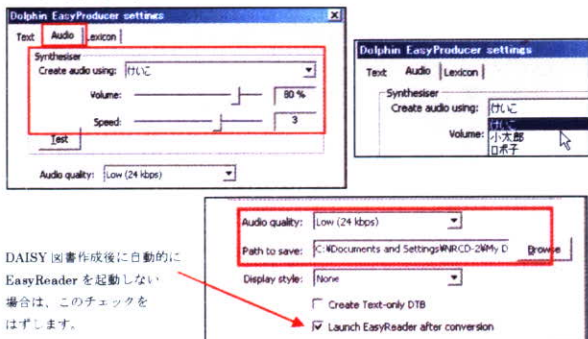 Dolphin EasyProducer settings
Text Audio Lexicon
Synthesiser
Create audio using: けいこ
Volume: 80 %
Speed: 3
Test
Audio quality: Low (24 kbps)
Dolphin EasyProducer settings
Text Audio Lexicon
Synthesiser
Create audio using: けいこ
けいこ
Volume: 小太郎
ロボ子
Audio quality: Low (24 kbps)
Path to save: C:¥Documents and Settings¥NRCD-2¥My D Browse
Display style: None
Create Text-only DTB
Launch EasyReader after conversion
DAISY 図書作成後に自動的に
EasyReader を起動しない
場合は、このチェックを
はずします。